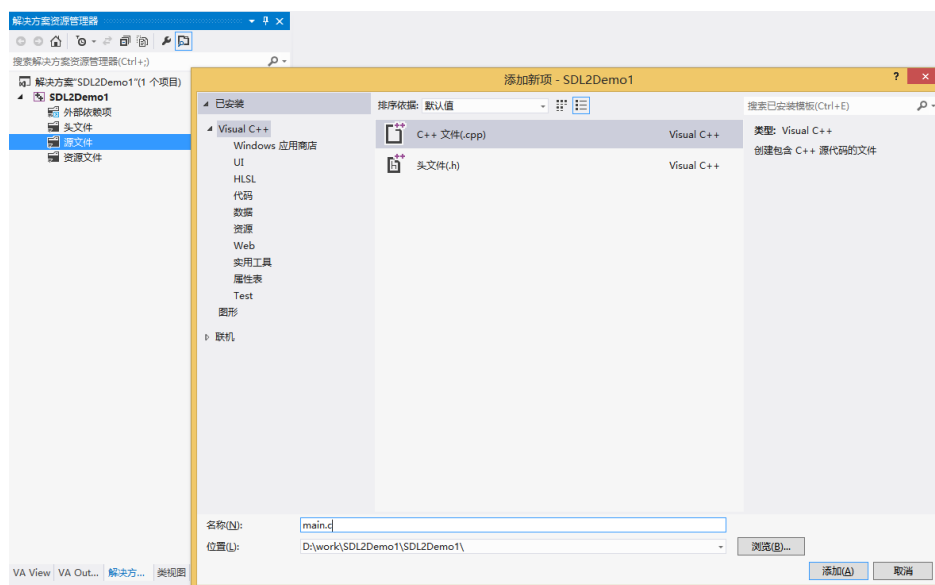 解决方案资源管理器
搜索解决方案资源管理器(Ctrl+;)
解决方案"SDL2Demo1"(1 个项目)
SDL2Demo1
外部依赖项
头文件
源文件
资源文件
VA View
VA Out...
解决方...
类视图
添加新项 - SDL2Demo1
已安装
排序依据: 默认值
搜索已安装模板(Ctrl+E)
Visual C++
Windows 应用商店
UI
HLSL
代码
数据
资源
Web
实用工具
属性表
Test
图形
联机
C++ 文件(.cpp) Visual C++
头文件(.h) Visual C++
类型: Visual C++
创建包含 C++ 源代码的文件
名称(N): main.c
位置(L): D:\work\SDL2Demo1\SDL2Demo1\
浏览(B)...
添加(A)
取消